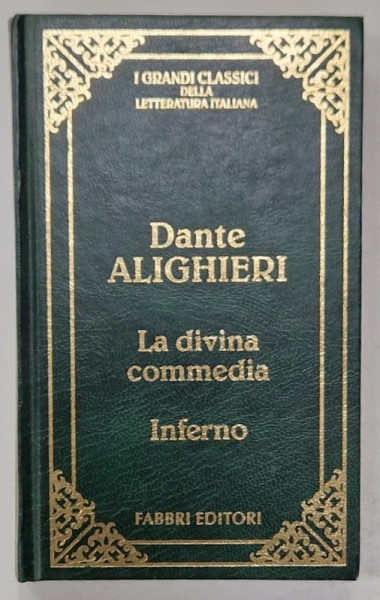 I GRANDI CLASSICI
DELLA
LETTERATURA ITALIANA
Dante
ALIGHIERI
La divina
commedia
Inferno
FABBRI EDITORI